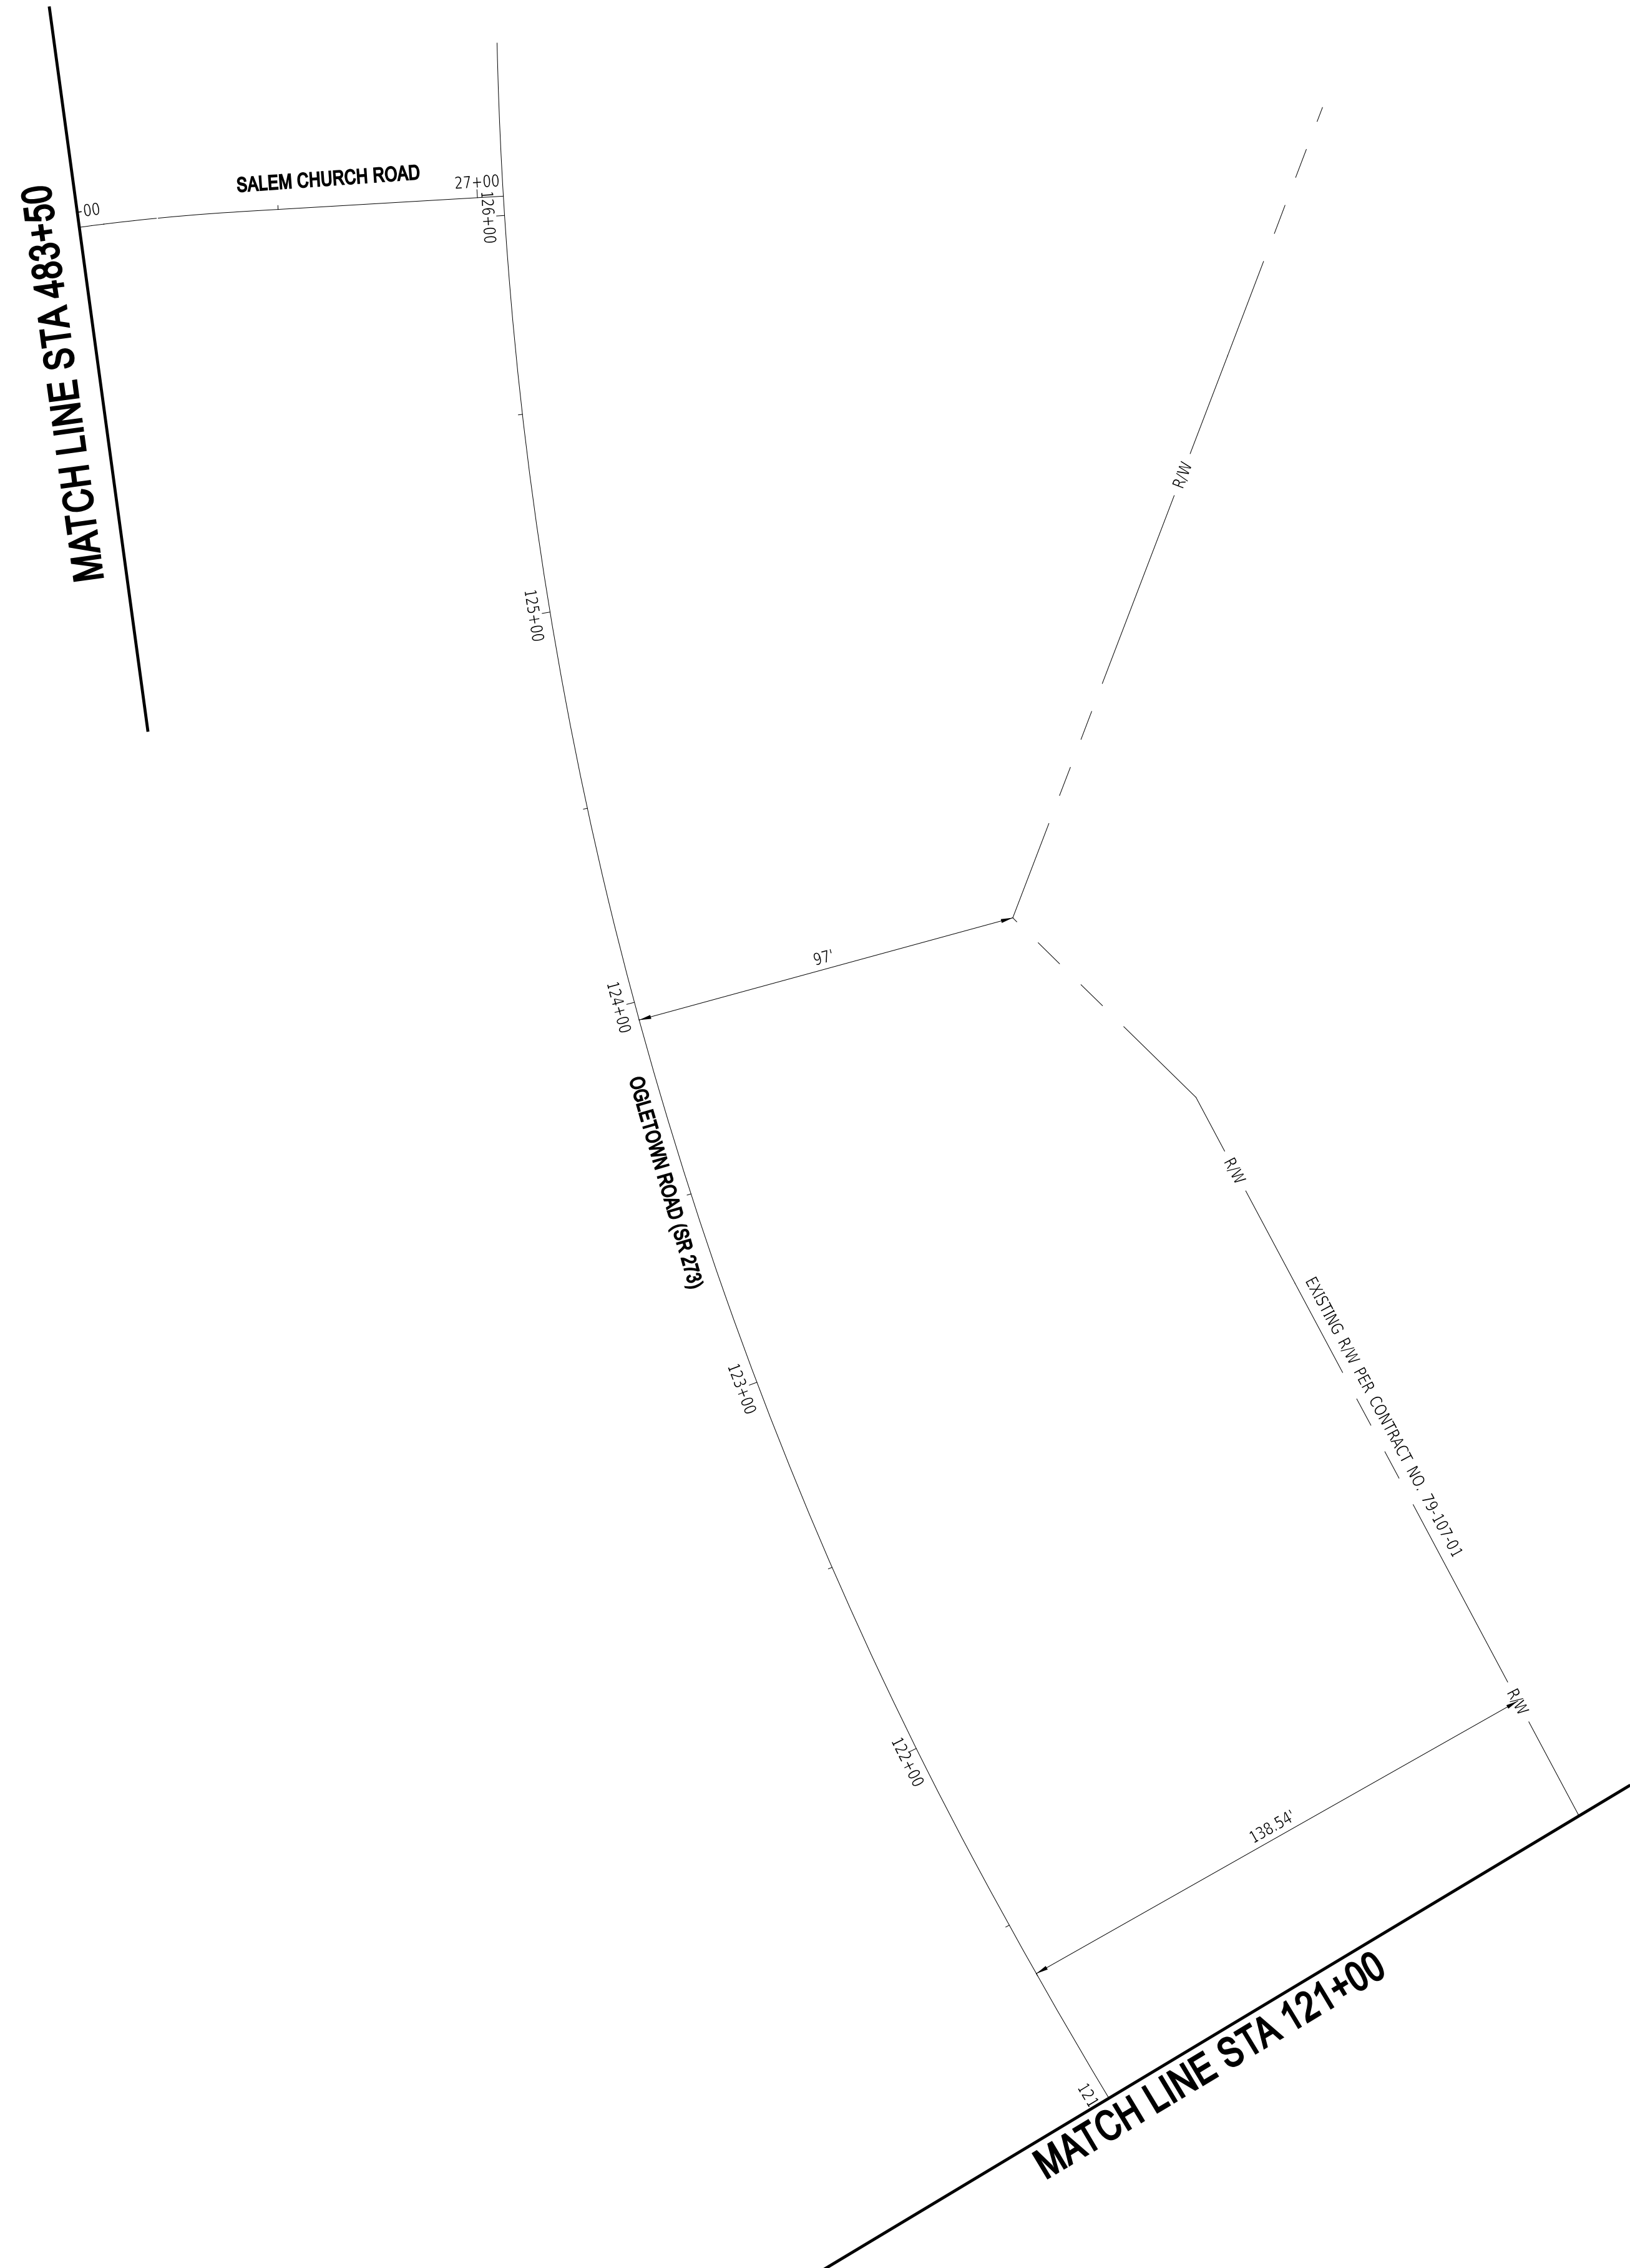 SALEM CHURCH ROAD
27+00
126+00
+00
MATCH LINE STA 483+50
R/W
125+00
97'
124+00
OGLETOWN ROAD (SR 273)
R/W
EXISTING R/W PER CONTRACT NO. 79-107-01
123+00
R/W
122+00
138.54'
MATCH LINE STA 121+00
121